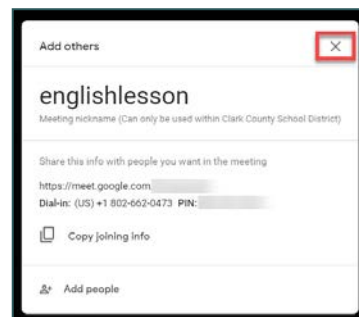 Add others
englishlesson
Meeting nickname (Can only be used within Clark County School District)
Share this info with people you want in the meeting
https://meet.google.com
Dial-in: (US) +1 802-662-0473 PIN:
Copy joining info
Add people